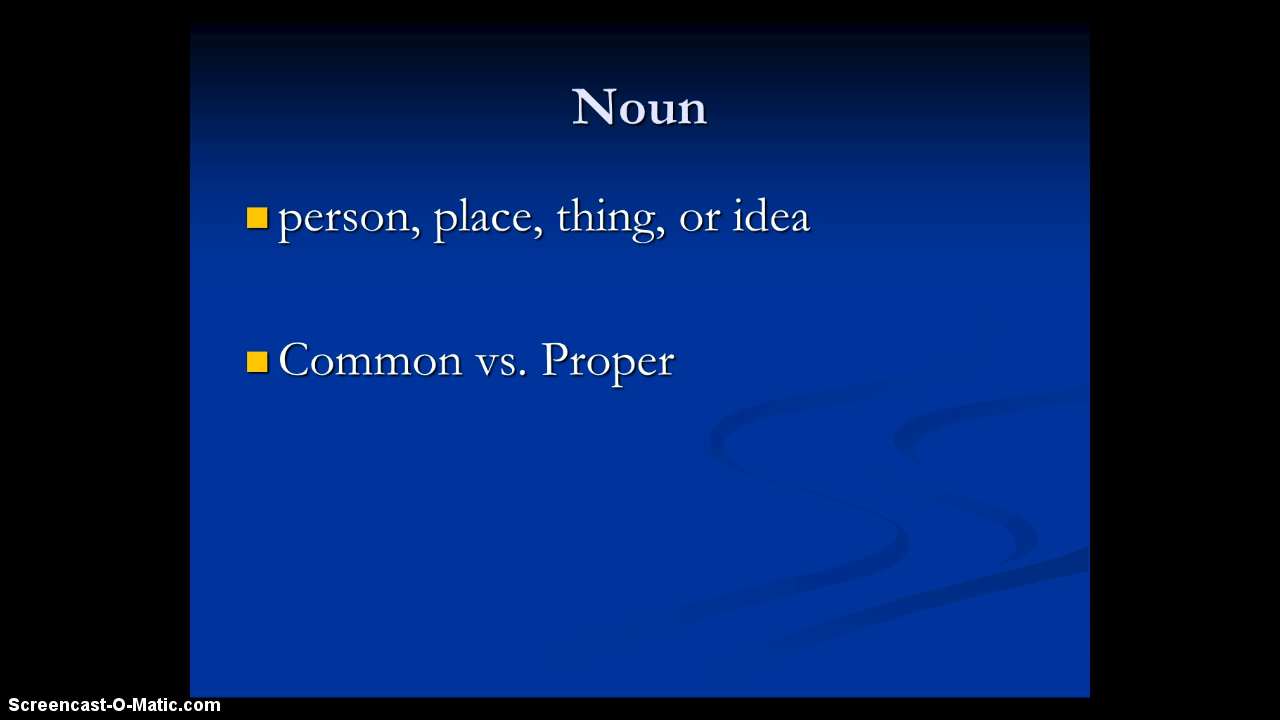 Noun
person, place, thing, or idea
Common vs. Proper
Screencast-O-Matic.com